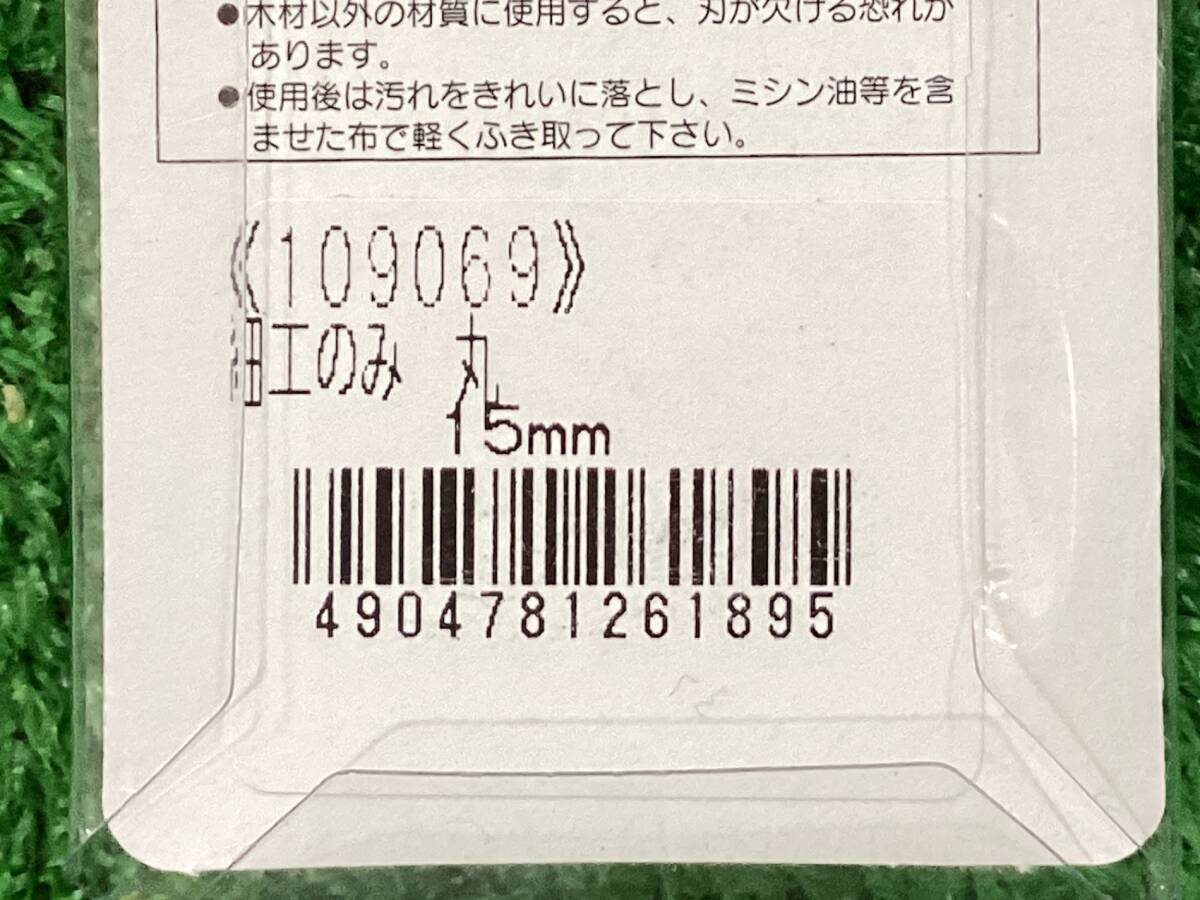 ●木材以外の材質に使用すると、刃が欠ける恐れが
あります。
●使用後は汚れをきれいに落とし、ミシン油等を含
ませた布で軽くふき取って下さい。
《109069》
細工のみ 丸
15mm
4904781261895